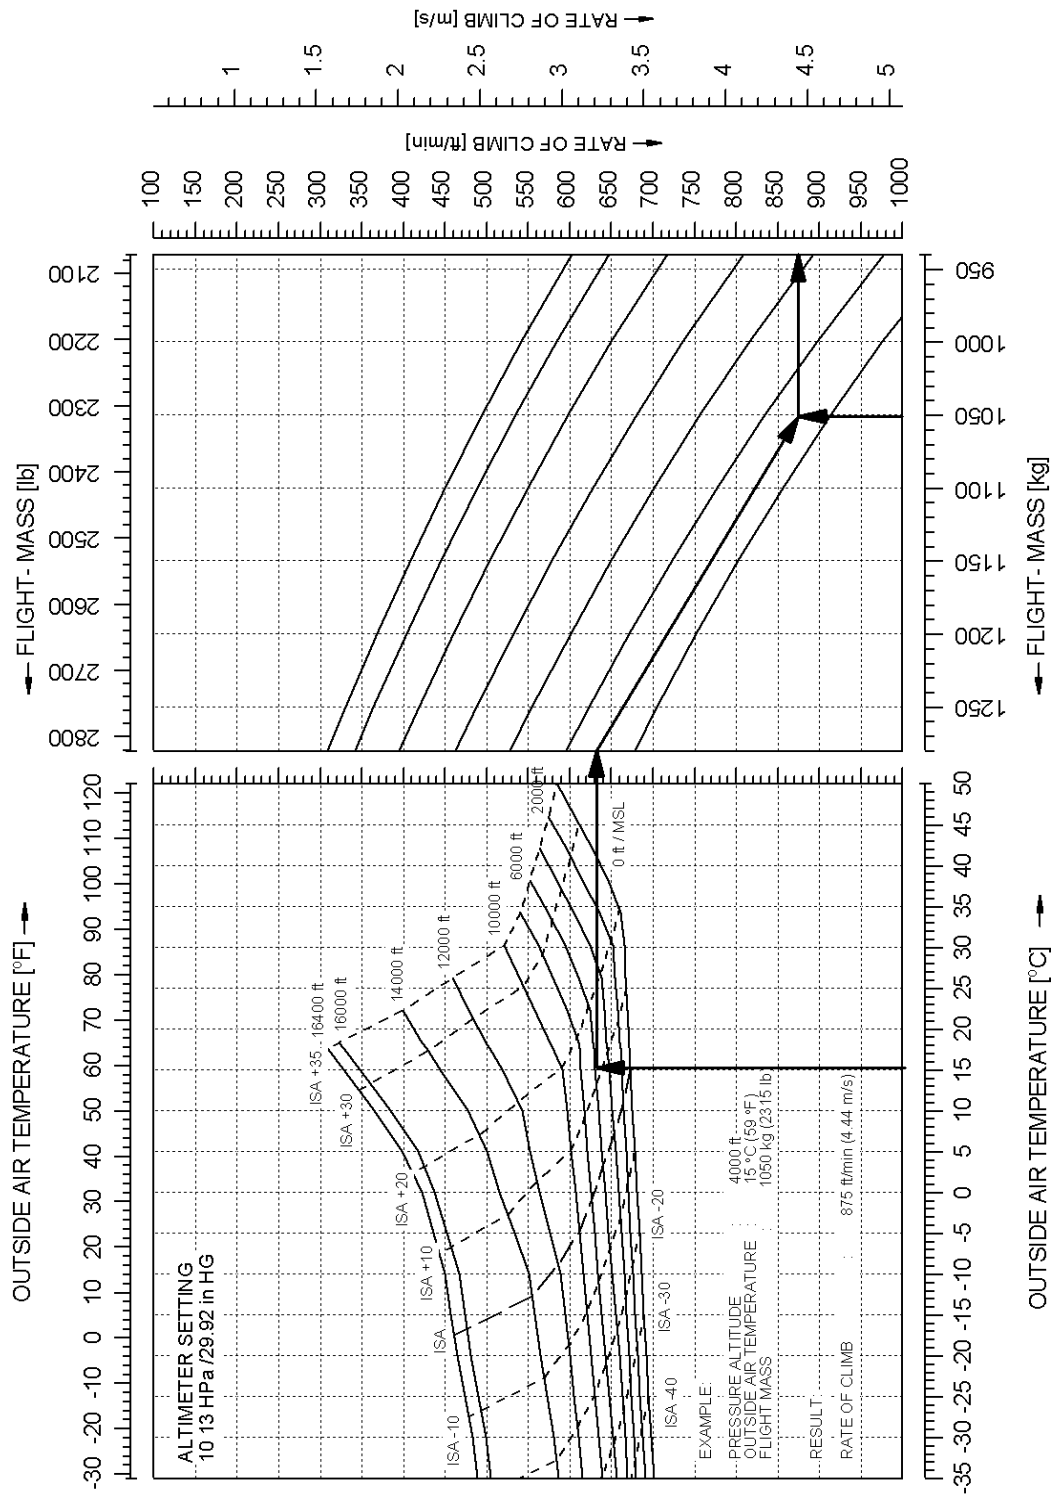 OUTSIDE AIR TEMPERATURE [°F]
-30 -20 -10 0 10 20 30 40 50 60 70 80 90 100 110 120
ALTIMETER SETTING
10 13 HPa /29.92 in HG
ISA +35
16400 ft
16000 ft
14000 ft
12000 ft
10000 ft
6000 ft
2000 ft
0 ft / MSL
ISA +30
ISA +20
ISA +10
ISA
ISA -10
ISA -20
ISA -30
ISA -40
EXAMPLE:
PRESSURE ALTITUDE : 4000 ft
OUTSIDE AIR TEMPERATURE : 15 °C (59 °F)
FLIGHT MASS : 1050 kg (2315 lb)
RESULT
RATE OF CLIMB : 875 ft/min (4.44 m/s)
-35 -30 -25 -20 -15 -10 -5 0 5 10 15 20 25 30 35 40 45 50
OUTSIDE AIR TEMPERATURE [°C]
FLIGHT- MASS [lb]
2800 2700 2600 2500 2400 2300 2200 2100
1250 1200 1150 1100 1050 1000 950
FLIGHT- MASS [kg]
100
150
200
250
300
350
400
450
500
550
600
650
700
750
800
850
900
950
1000
RATE OF CLIMB [ft/min]
1
1.5
2
2.5
3
3.5
4
4.5
5
RATE OF CLIMB [m/s]